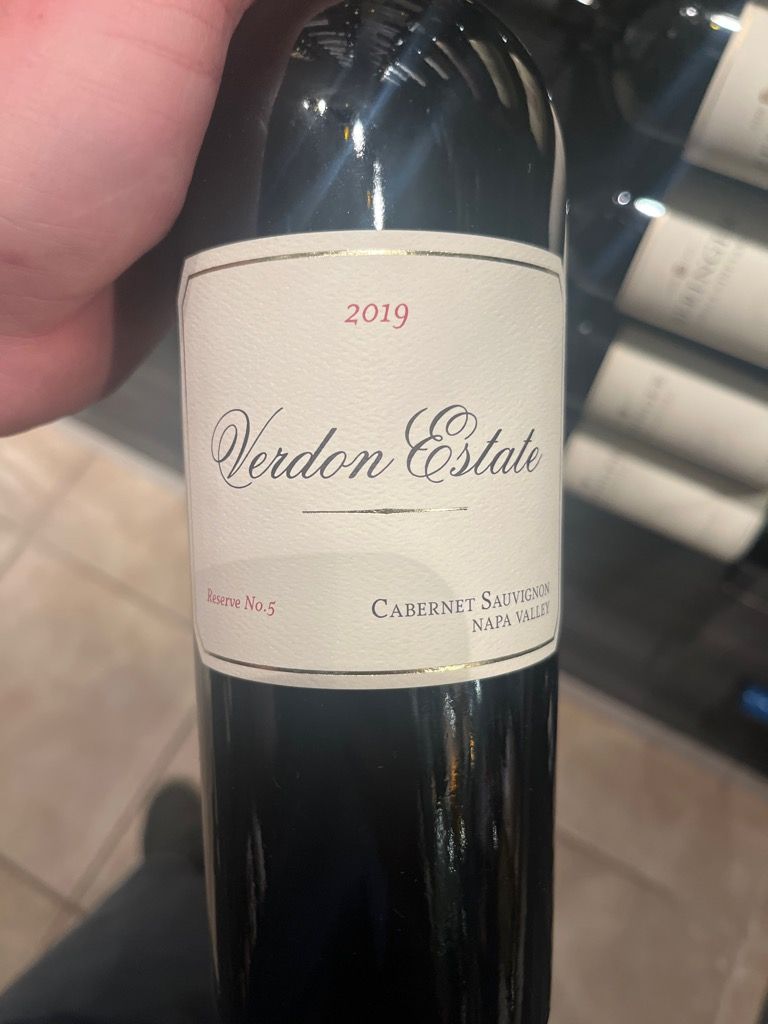 2019
Verdon Estate
Reserve No.5
CABERNET SAUVIGNON
NAPA VALLEY